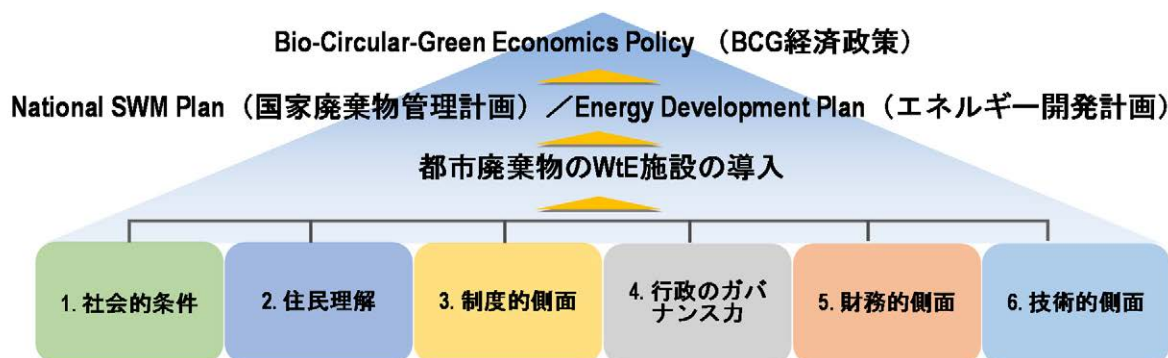 Bio-Circular-Green Economics Policy （BCG経済政策）
National SWM Plan（国家廃棄物管理計画）／Energy Development Plan（エネルギー開発計画）
都市廃棄物のWtE施設の導入
1. 社会的条件
2. 住民理解
3. 制度的側面
4. 行政のガバ
ナンス力
5. 財務的側面
6. 技術的側面